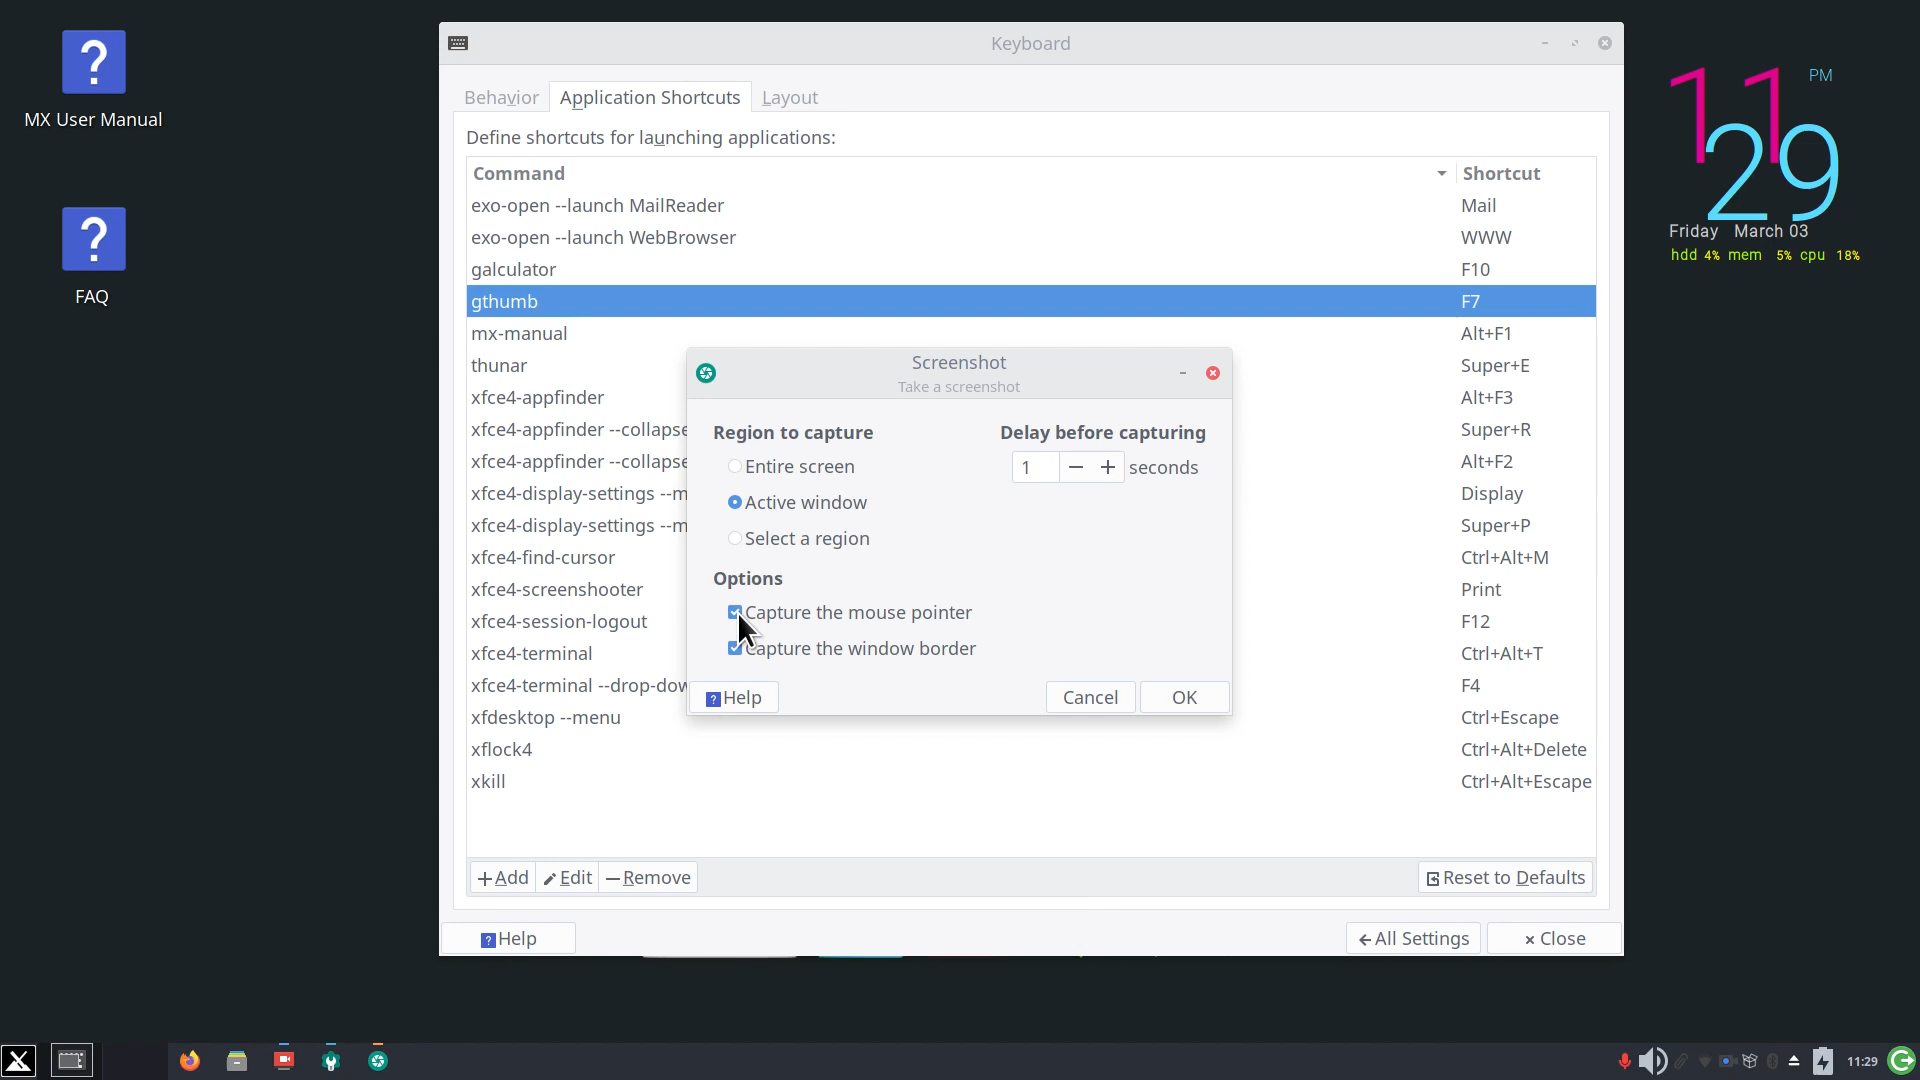 MX User Manual
FAQ
Keyboard
Behavior
Application Shortcuts
Layout
Define shortcuts for launching applications:
Command Shortcut
exo-open --launch MailReader Mail
exo-open --launch WebBrowser WWW
galculator F10
gthumb F7
mx-manual Alt+F1
thunar Super+E
xfce4-appfinder Alt+F3
xfce4-appfinder --collapse Super+R
xfce4-appfinder --collapse Alt+F2
xfce4-display-settings --m Display
xfce4-display-settings --m Super+P
xfce4-find-cursor Ctrl+Alt+M
xfce4-screenshooter Print
xfce4-session-logout F12
xfce4-terminal Ctrl+Alt+T
xfce4-terminal --drop-dow F4
xfdesktop --menu Ctrl+Escape
xflock4 Ctrl+Alt+Delete
xkill Ctrl+Alt+Escape
Add Edit Remove
Reset to Defaults
Help
All Settings
Close
Screenshot
Take a screenshot
Region to capture
Entire screen
Active window
Select a region
Delay before capturing
1 seconds
Options
Capture the mouse pointer
Capture the window border
Help
Cancel
OK
11 PM
29
Friday March 03
hdd 4% mem 5% cpu 18%
11:29